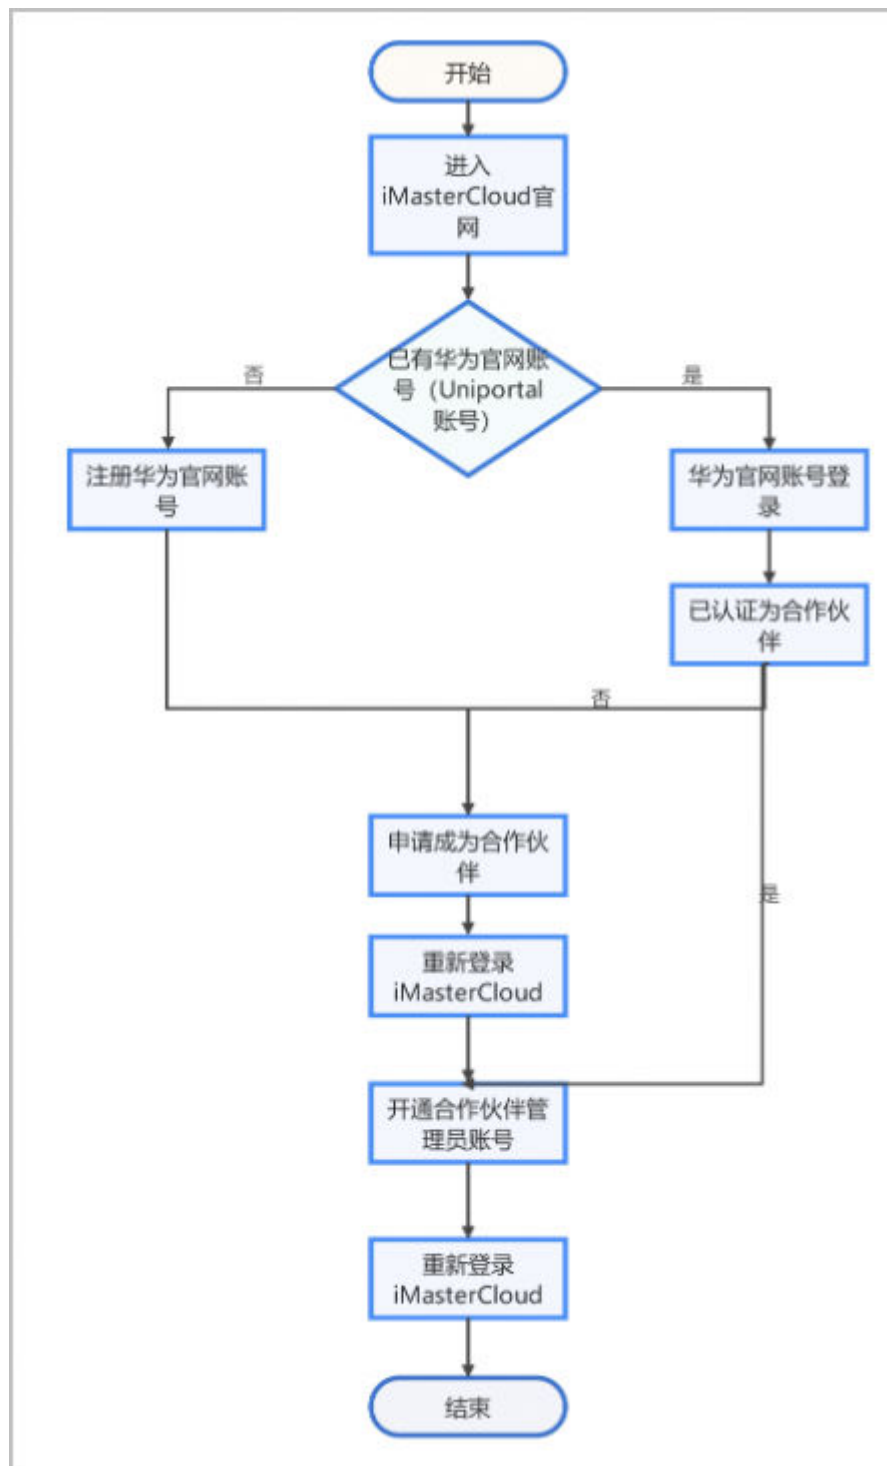 开始
进入
iMasterCloud官
网
已有华为官网账
号（Uniportal
账号）
否
是
注册华为官网账
号
华为官网账号登
录
已认证为合作伙
伴
否
申请成为合作伙
伴
是
重新登录
iMasterCloud
开通合作伙伴管
理员账号
重新登录
iMasterCloud
结束